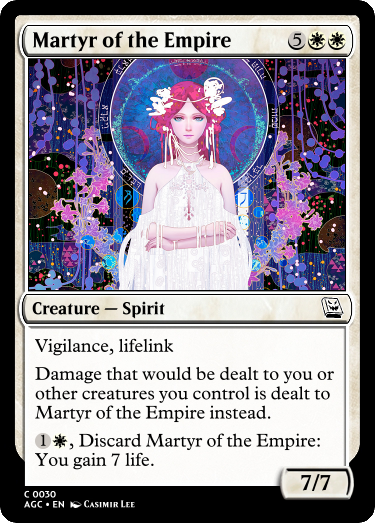 Martyr of the Empire 5
Creature — Spirit
Vigilance, lifelink
Damage that would be dealt to you or
other creatures you control is dealt to
Martyr of the Empire instead.
1, Discard Martyr of the Empire:
You gain 7 life.
7/7
C 0030
AGC • EN Casimir Lee